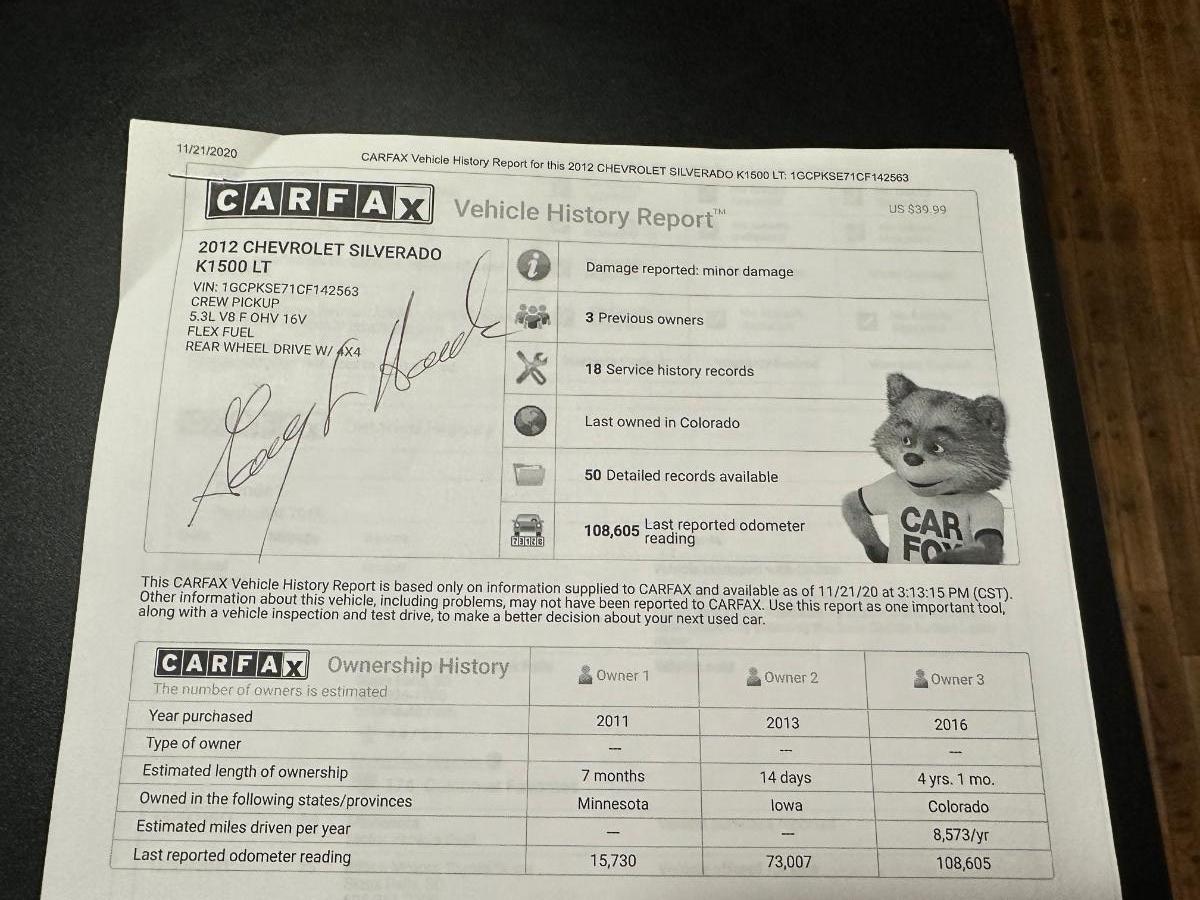 11/21/2020
CARFAX Vehicle History Report for this 2012 CHEVROLET SILVERADO K1500 LT: 1GCPKSE71CF142563
CARFAX Vehicle History Report™
US $39.99
2012 CHEVROLET SILVERADO
K1500 LT
VIN: 1GCPKSE71CF142563
CREW PICKUP
5.3L V8 F OHV 16V
FLEX FUEL
REAR WHEEL DRIVE W/ 4X4
Damage reported: minor damage
3 Previous owners
18 Service history records
Last owned in Colorado
50 Detailed records available
108,605 Last reported odometer
reading
CAR
FOX
This CARFAX Vehicle History Report is based only on information supplied to CARFAX and available as of 11/21/20 at 3:13:15 PM (CST).
Other information about this vehicle, including problems, may not have been reported to CARFAX. Use this report as one important tool,
along with a vehicle inspection and test drive, to make a better decision about your next used car.
CARFAX Ownership History
The number of owners is estimated
Owner 1 Owner 2 Owner 3
Year purchased 2011 2013 2016
Type of owner --- --- ---
Estimated length of ownership 7 months 14 days 4 yrs. 1 mo.
Owned in the following states/provinces Minnesota Iowa Colorado
Estimated miles driven per year --- --- 8,573/yr
Last reported odometer reading 15,730 73,007 108,605